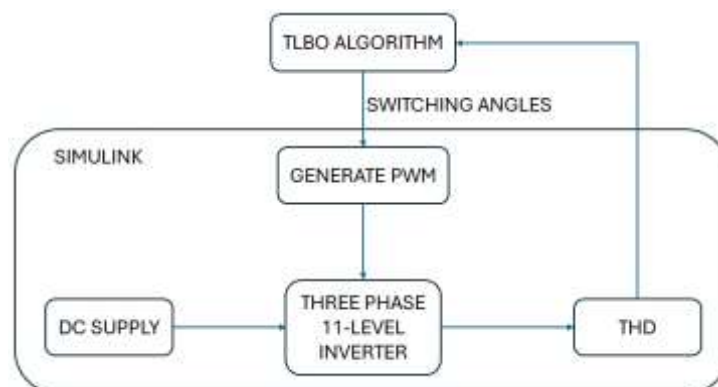 TLBO ALGORITHM
SWITCHING ANGLES
SIMULINK
GENERATE PWM
DC SUPPLY
THREE PHASE
11-LEVEL
INVERTER
THD